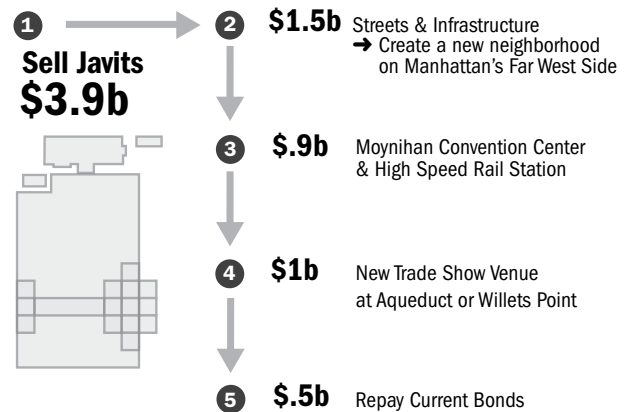 1
Sell Javits
$3.9b
2 $1.5b Streets & Infrastructure
➔ Create a new neighborhood
on Manhattan's Far West Side
3 $.9b Moynihan Convention Center
& High Speed Rail Station
4 $1b New Trade Show Venue
at Aqueduct or Willets Point
5 $.5b Repay Current Bonds